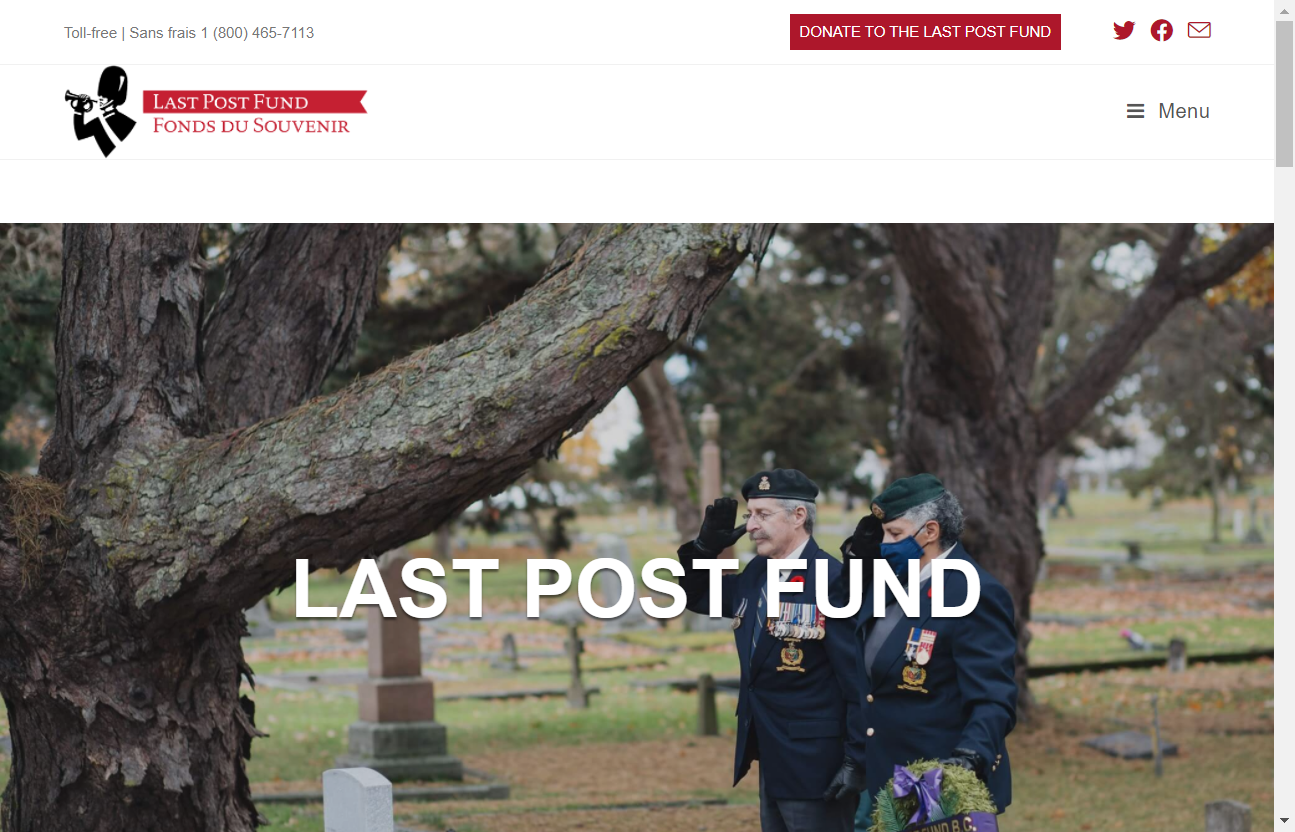 Toll-free | Sans frais 1 (800) 465-7113
DONATE TO THE LAST POST FUND
LAST POST FUND
FONDS DU SOUVENIR
Menu
LAST POST FUND
FUND B.C.